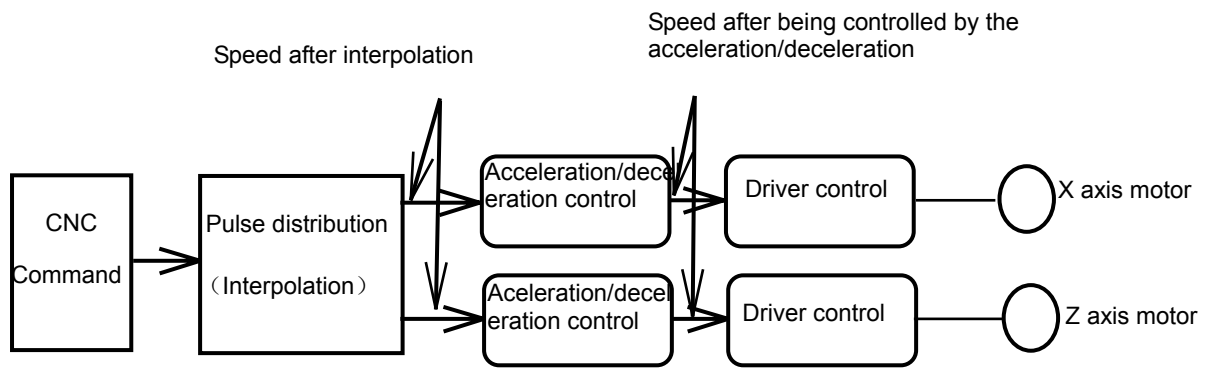 Speed after interpolation
Speed after being controlled by the
acceleration/deceleration
CNC
Command
Pulse distribution
（Interpolation）
Acceleration/dece
eration control
Driver control
X axis motor
Aceleration/decel
eration control
Driver control
Z axis motor